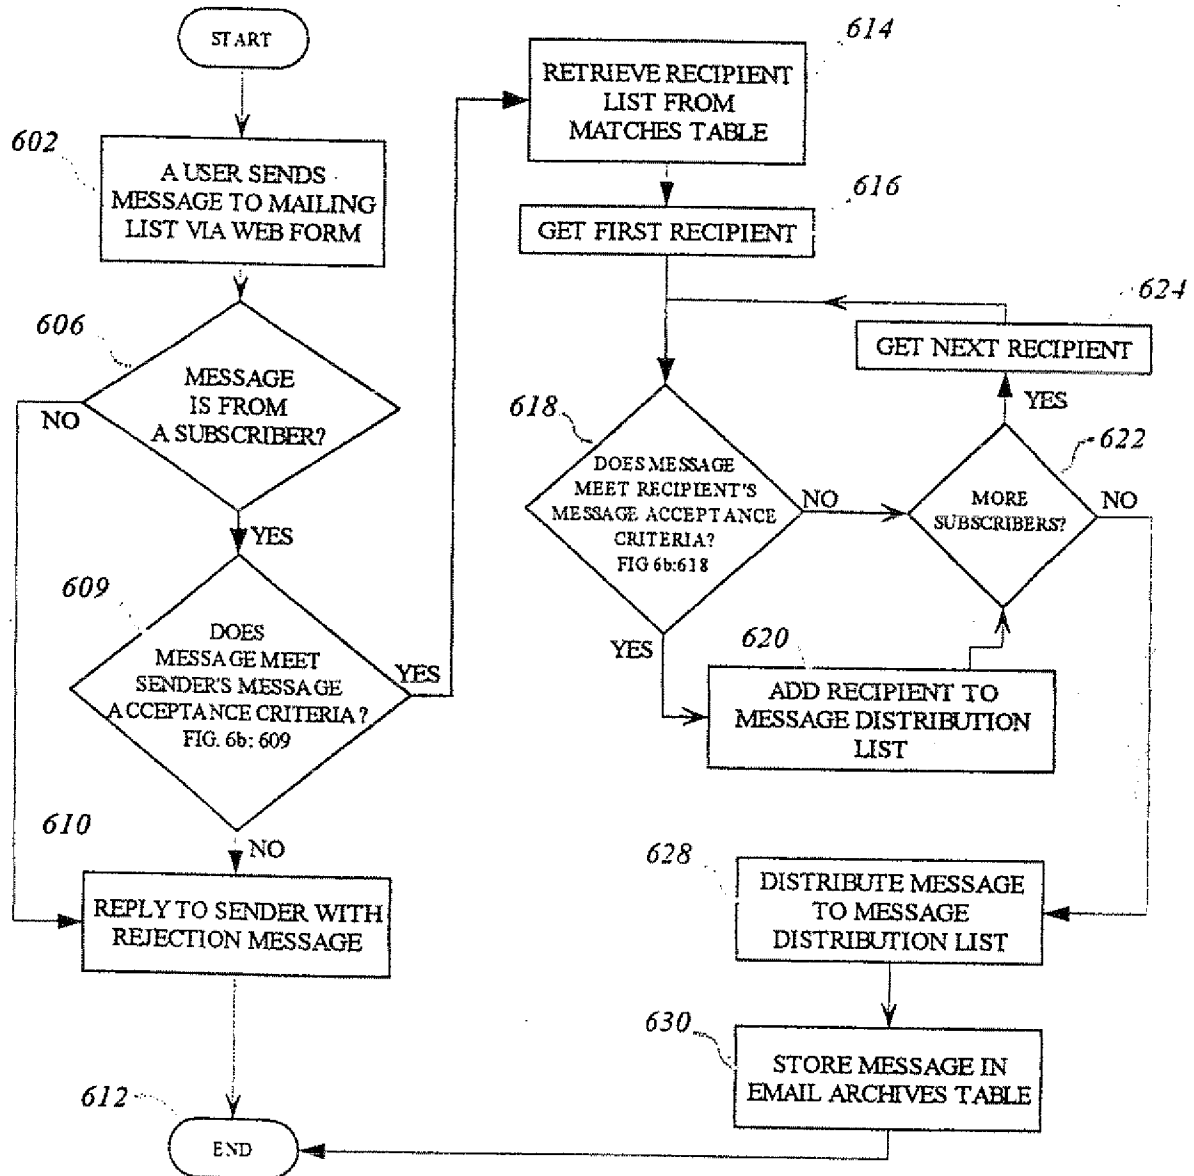 START
602
A USER SENDS
MESSAGE TO MAILING
LIST VIA WEB FORM
606
MESSAGE
IS FROM
A SUBSCRIBER?
NO
YES
609
DOES
MESSAGE MEET
SENDER'S MESSAGE
ACCEPTANCE CRITERIA?
FIG. 6b: 609
YES
NO
610
REPLY TO SENDER WITH
REJECTION MESSAGE
612
END
614
RETRIEVE RECIPIENT
LIST FROM
MATCHES TABLE
616
GET FIRST RECIPIENT
624
GET NEXT RECIPIENT
YES
618
DOES MESSAGE
MEET RECIPIENT'S
MESSAGE ACCEPTANCE
CRITERIA?
FIG 6b:618
NO
YES
622
MORE
SUBSCRIBERS?
NO
620
ADD RECIPIENT TO
MESSAGE DISTRIBUTION
LIST
628
DISTRIBUTE MESSAGE
TO MESSAGE
DISTRIBUTION LIST
630
STORE MESSAGE IN
EMAIL ARCHIVES TABLE